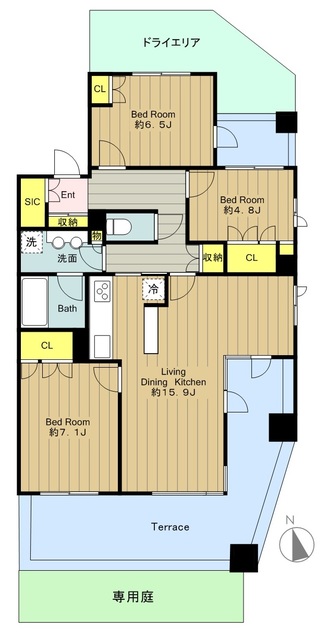 ドライエリア
CL
Bed Room
約6.5J
Ent
SIC
Bed Room
約4.8J
収納
物
洗
洗面
収納
CL
冷
Bath
CL
Living
Dining Kitchen
約15.9J
Bed Room
約7.1J
Terrace
N
専用庭